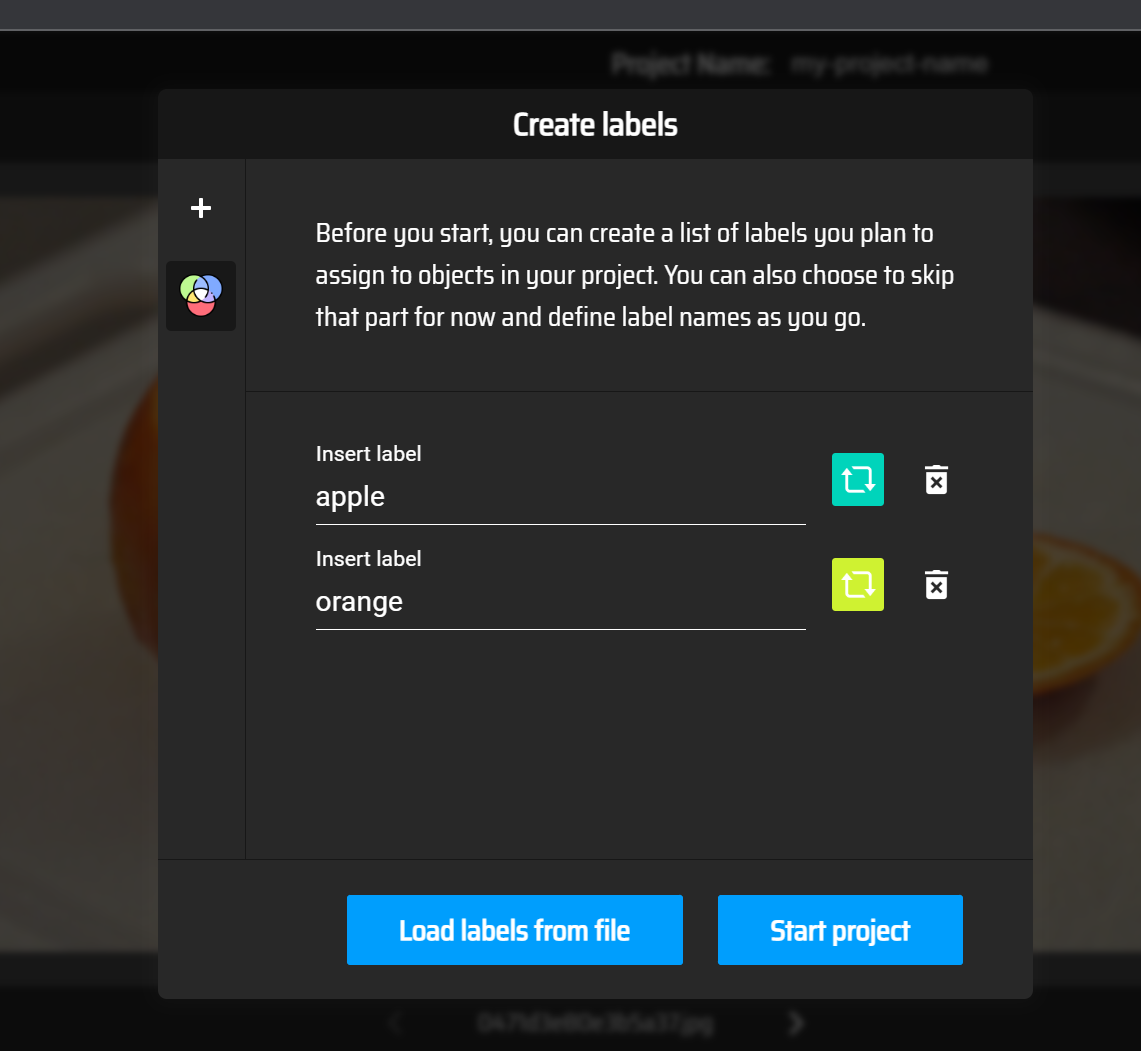 Project Name: my-project-name
Create labels
Before you start, you can create a list of labels you plan to
assign to objects in your project. You can also choose to skip
that part for now and define label names as you go.
Insert label
apple
Insert label
orange
Load labels from file
Start project